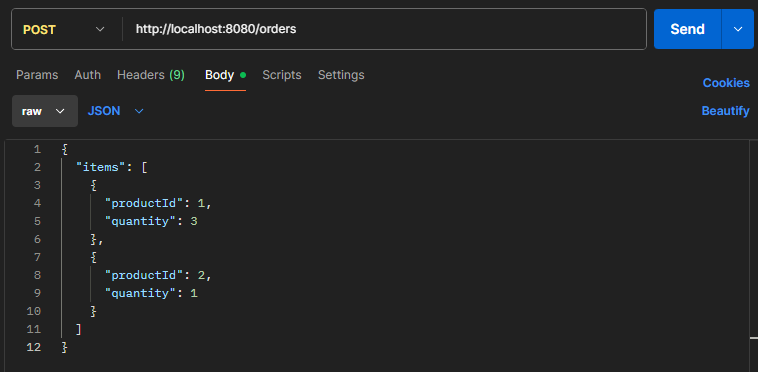 POST http://localhost:8080/orders Send
Params Auth Headers (9) Body Scripts Settings Cookies
raw JSON Beautify
1 {
2 "items": [
3 {
4 "productId": 1,
5 "quantity": 3
6 },
7 {
8 "productId": 2,
9 "quantity": 1
10 }
11 ]
12 }